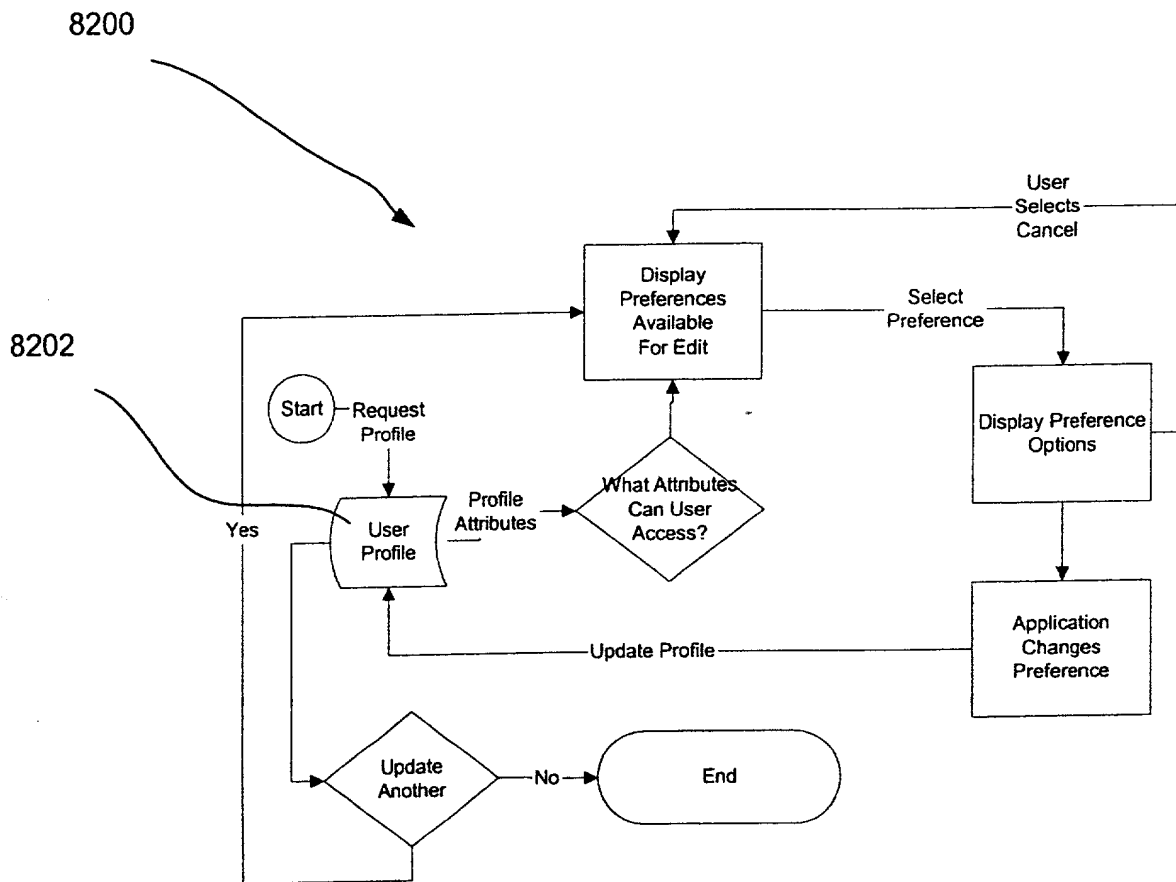 8200
User
Selects
Cancel
Display
Preferences
Available
For Edit
Select
Preference
8202
Start
Request
Profile
Display Preference
Options
What Attributes
Can User
Access?
Profile
Attributes
User
Profile
Yes
Application
Changes
Preference
Update Profile
Update
Another
No
End